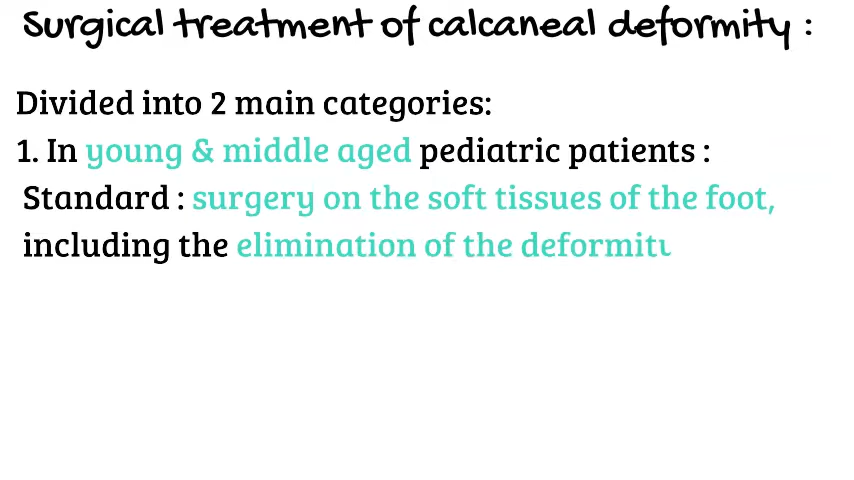 Surgical treatment of calcaneal deformity :
Divided into 2 main categories:
1. In young & middle aged pediatric patients :
Standard : surgery on the soft tissues of the foot,
including the elimination of the